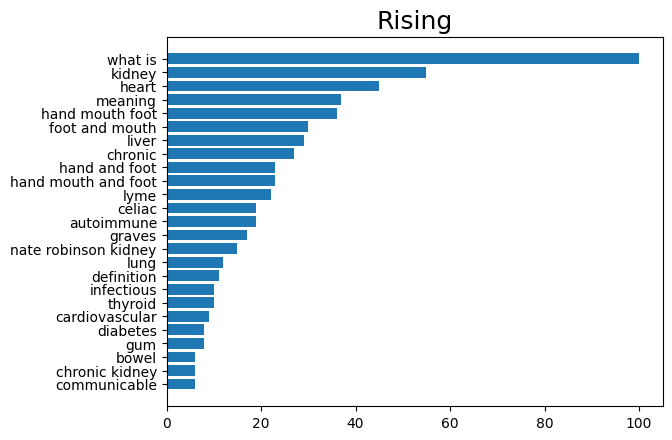 Rising
what is
kidney
heart
meaning
hand mouth foot
foot and mouth
liver
chronic
hand and foot
hand mouth and foot
lyme
celiac
autoimmune
graves
nate robinson kidney
lung
definition
infectious
thyroid
cardiovascular
diabetes
gum
bowel
chronic kidney
communicable
0 20 40 60 80 100